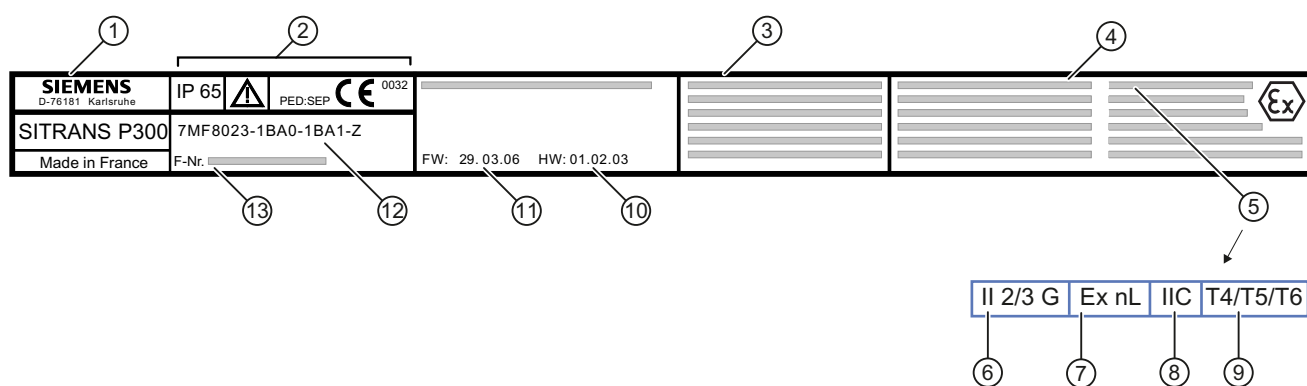 1 2 3 4
SIEMENS
D-76181 Karlsruhe
IP 65
PED:SEP CE 0032
Ex
SITRANS P300
7MF8023-1BA0-1BA1-Z
Made in France
F-Nr.
FW: 29.03.06 HW: 01.02.03
13 12 11 10 5
II 2/3 G Ex nL IIC T4/T5/T6
6 7 8 9